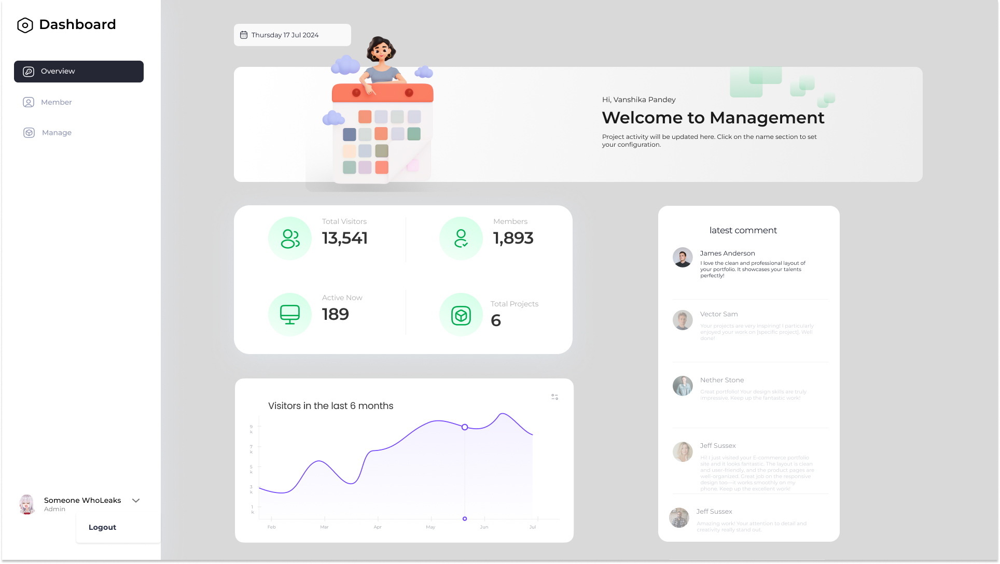 Dashboard
Overview
Member
Manage
Someone WhoLeaks
Admin
Logout
Thursday 17 Jul 2024
Hi, Vanshika Pandey
Welcome to Management
Project activity will be updated here. Click on the name section to set
your configuration.
Total Visitors
13,541
Members
1,893
Active Now
189
Total Projects
6
Visitors in the last 6 months
9
k
7
k
5
k
3
k
1
k
Feb
Mar
Apr
May
Jun
Jul
latest comment
James Anderson
I love the clean and professional layout of
your portfolio. It showcases your talents
perfectly!
Vector Sam
Your projects are very inspiring! I particularly
enjoyed your work on [specific project]. Well
done!
Nether Stone
Great portfolio! Your design skills are truly
impressive. Keep up the fantastic work!
Jeff Sussex
Hi! I just visited your E-commerce portfolio
site and it looks fantastic. The layout is clean
and user-friendly, and the product pages are
well-organized. Great job on the responsive
design too—it works smoothly on my
phone. Keep up the excellent work!
Jeff Sussex
Amazing work! Your attention to detail and
creativity really stand out.